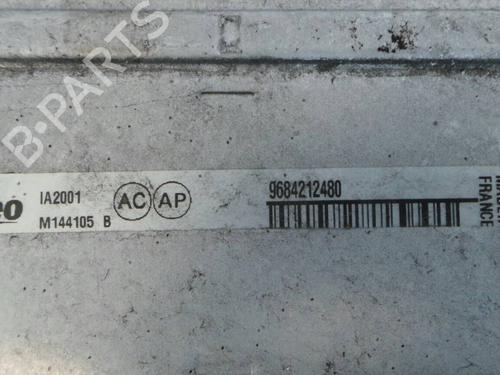 B-PARTS
eo
IA2001
M144105 B
AC AP
9684212480
FRANCE